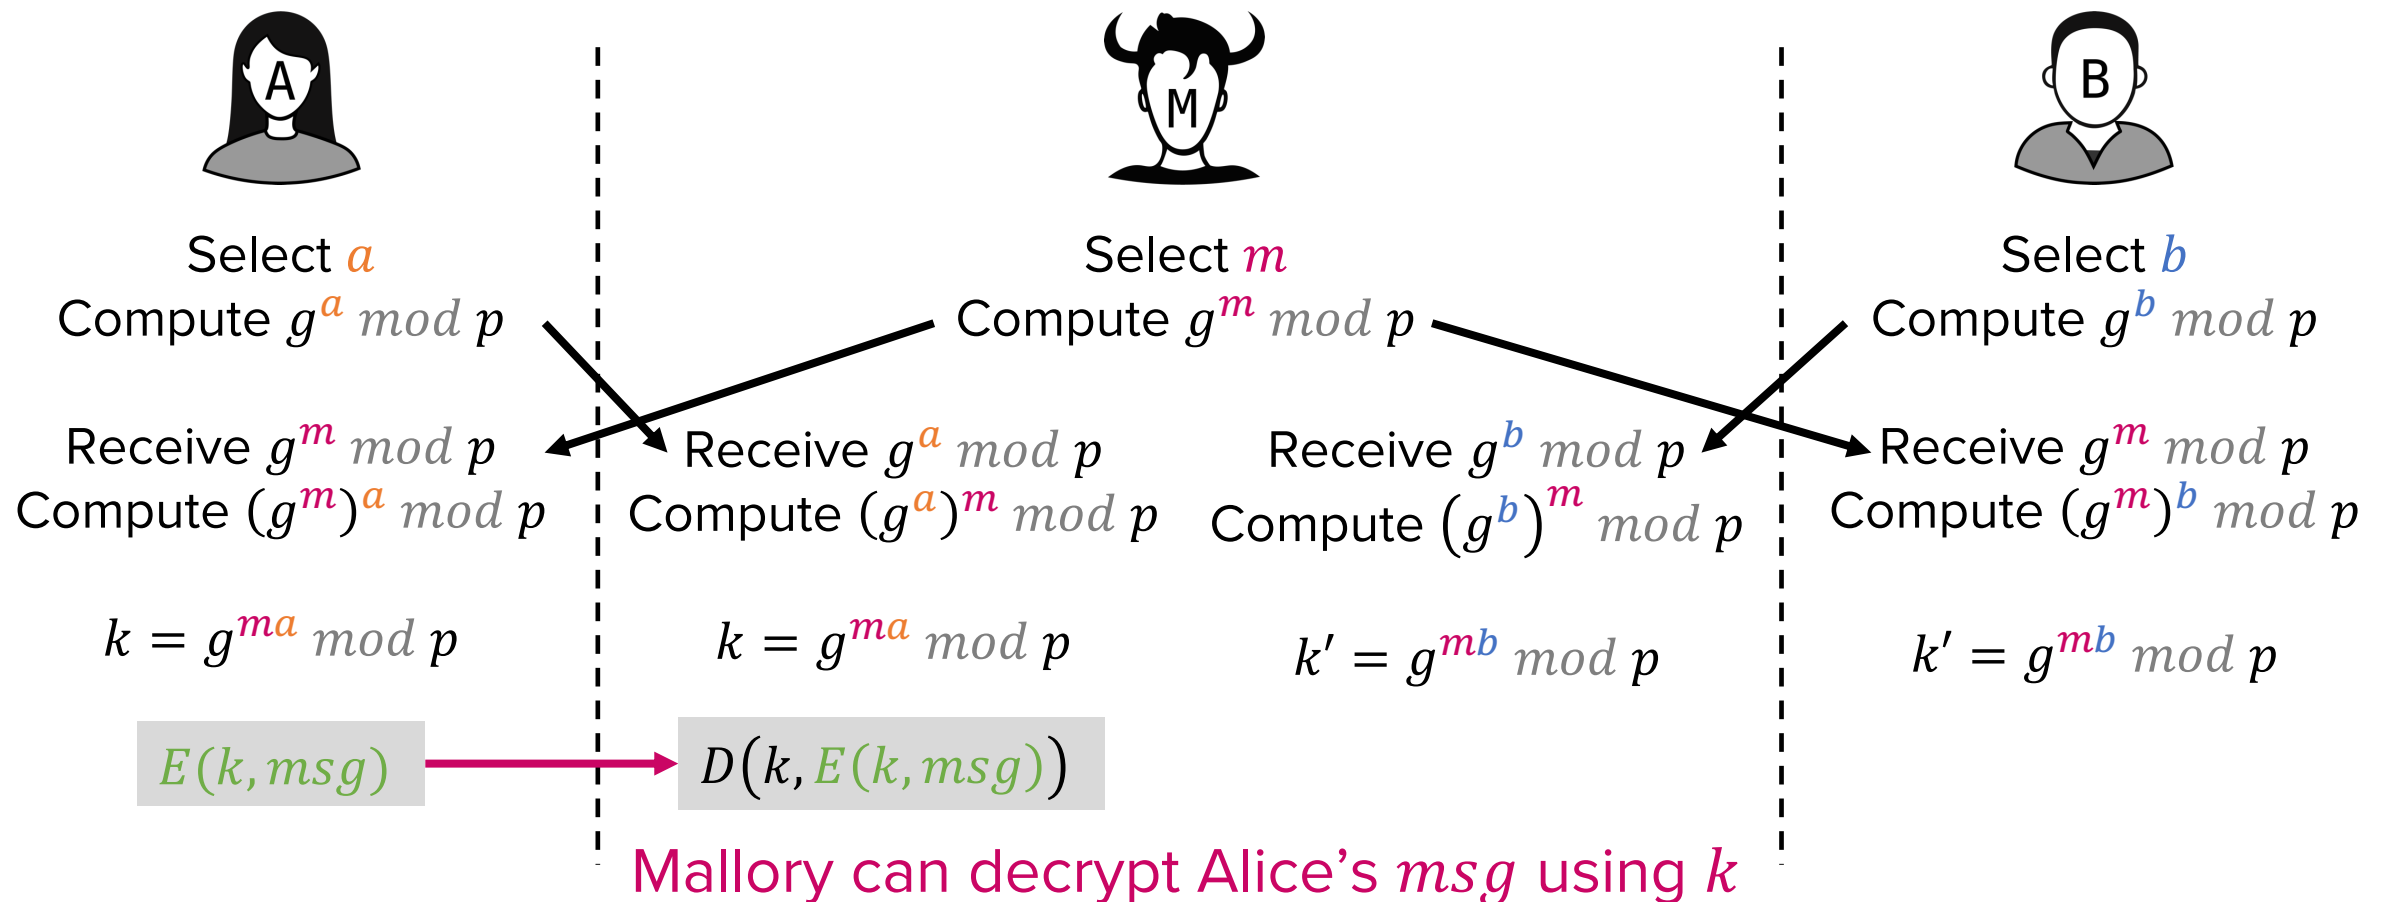 A
M
B
Select a
Compute g^a mod p
Receive g^m mod p
Compute (g^m)^a mod p
k = g^{ma} mod p
E(k, msg)
Select m
Compute g^m mod p
Receive g^a mod p
Compute (g^a)^m mod p
k = g^{ma} mod p
D(k, E(k, msg))
Receive g^b mod p
Compute (g^b)^m mod p
k′ = g^{mb} mod p
Select b
Compute g^b mod p
Receive g^m mod p
Compute (g^m)^b mod p
k′ = g^{mb} mod p
Mallory can decrypt Alice’s msg using k